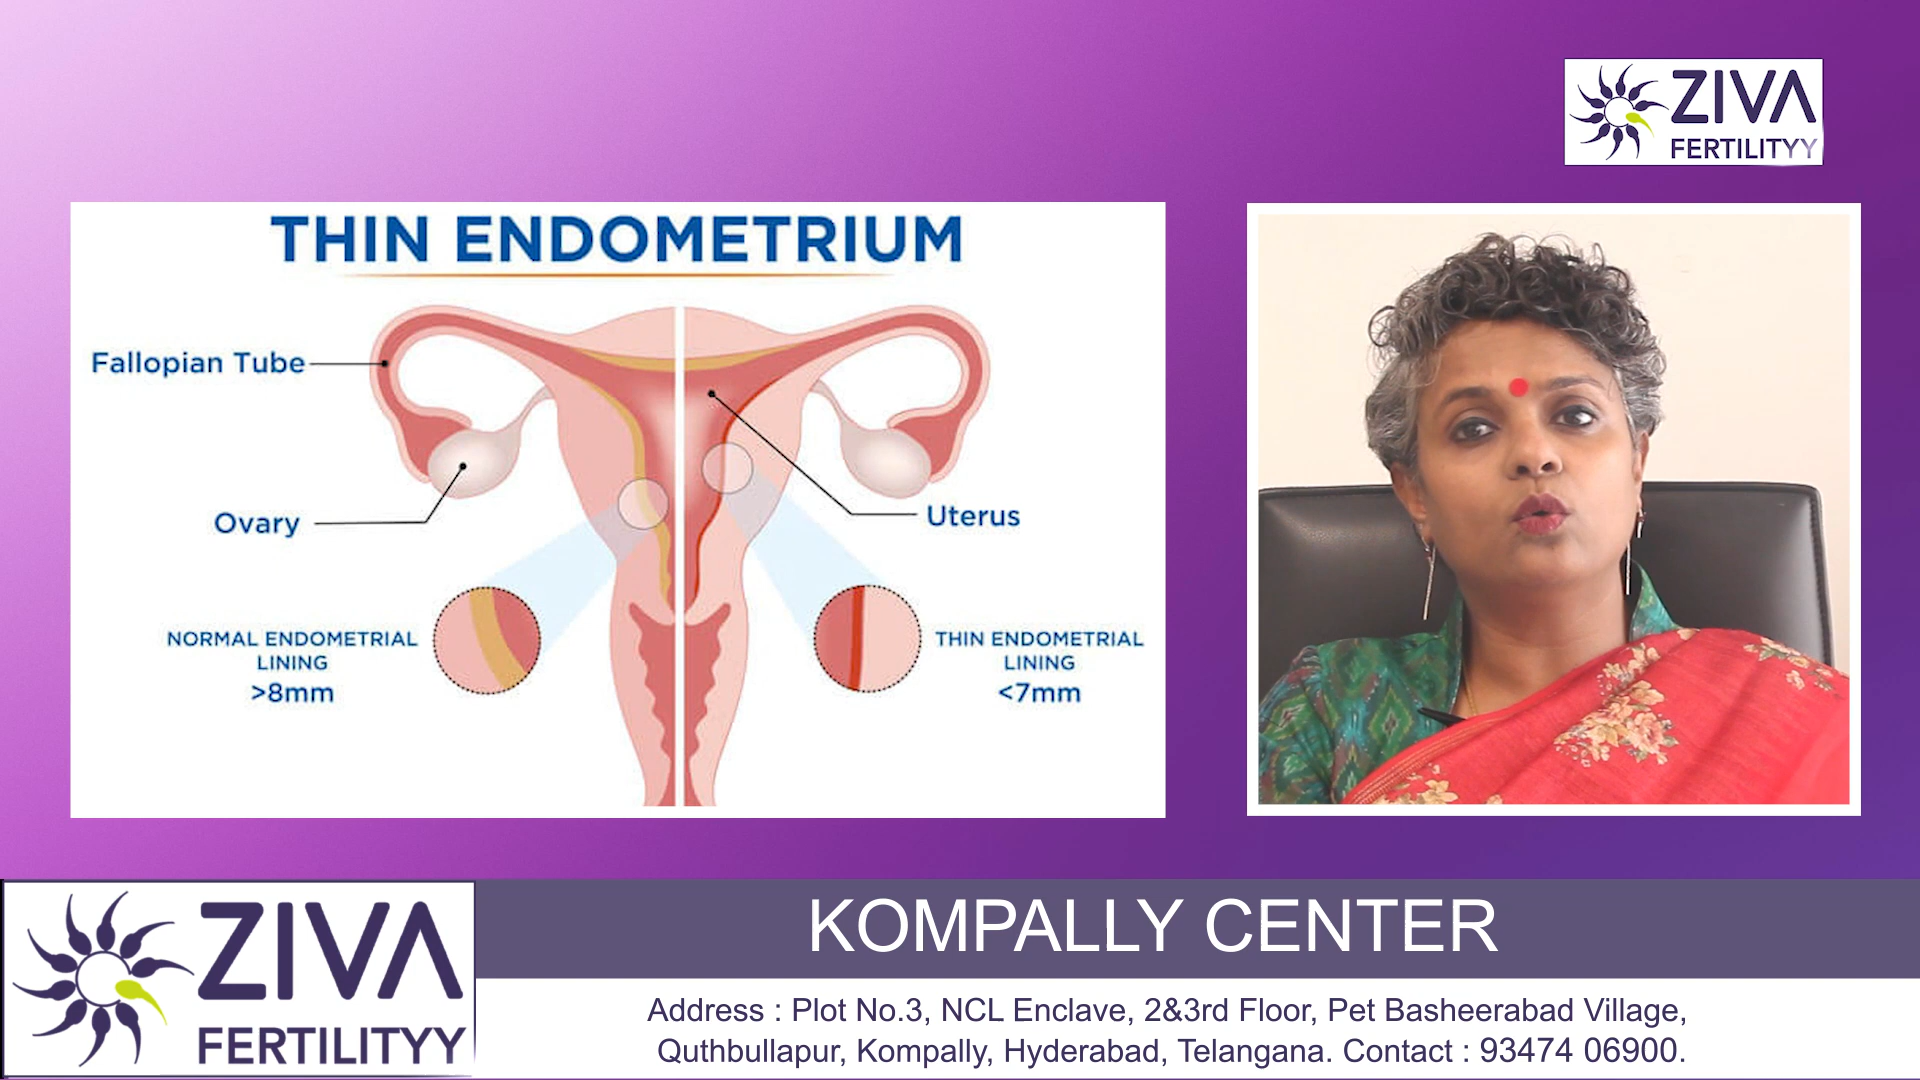 ZIVA
FERTILITYY
THIN ENDOMETRIUM
Fallopian Tube
Ovary
Uterus
NORMAL ENDOMETRIAL
LINING
>8mm
THIN ENDOMETRIAL
LINING
<7mm
ZIVA
FERTILITYY
KOMPALLY CENTER
Address : Plot No.3, NCL Enclave, 2&3rd Floor, Pet Basheerabad Village,
Quthbullapur, Kompally, Hyderabad, Telangana. Contact : 93474 06900.